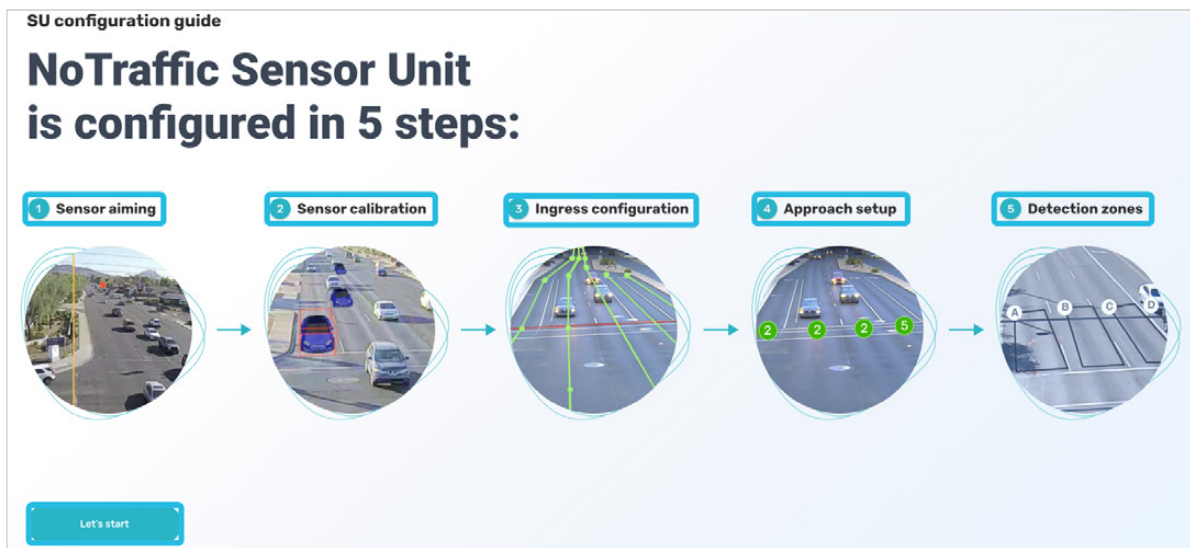 SU configuration guide
NoTraffic Sensor Unit
is configured in 5 steps:
1 Sensor aiming
2 Sensor calibration
3 Ingress configuration
4 Approach setup
5 Detection zones
2 2 2 5
A B C D
Let's start